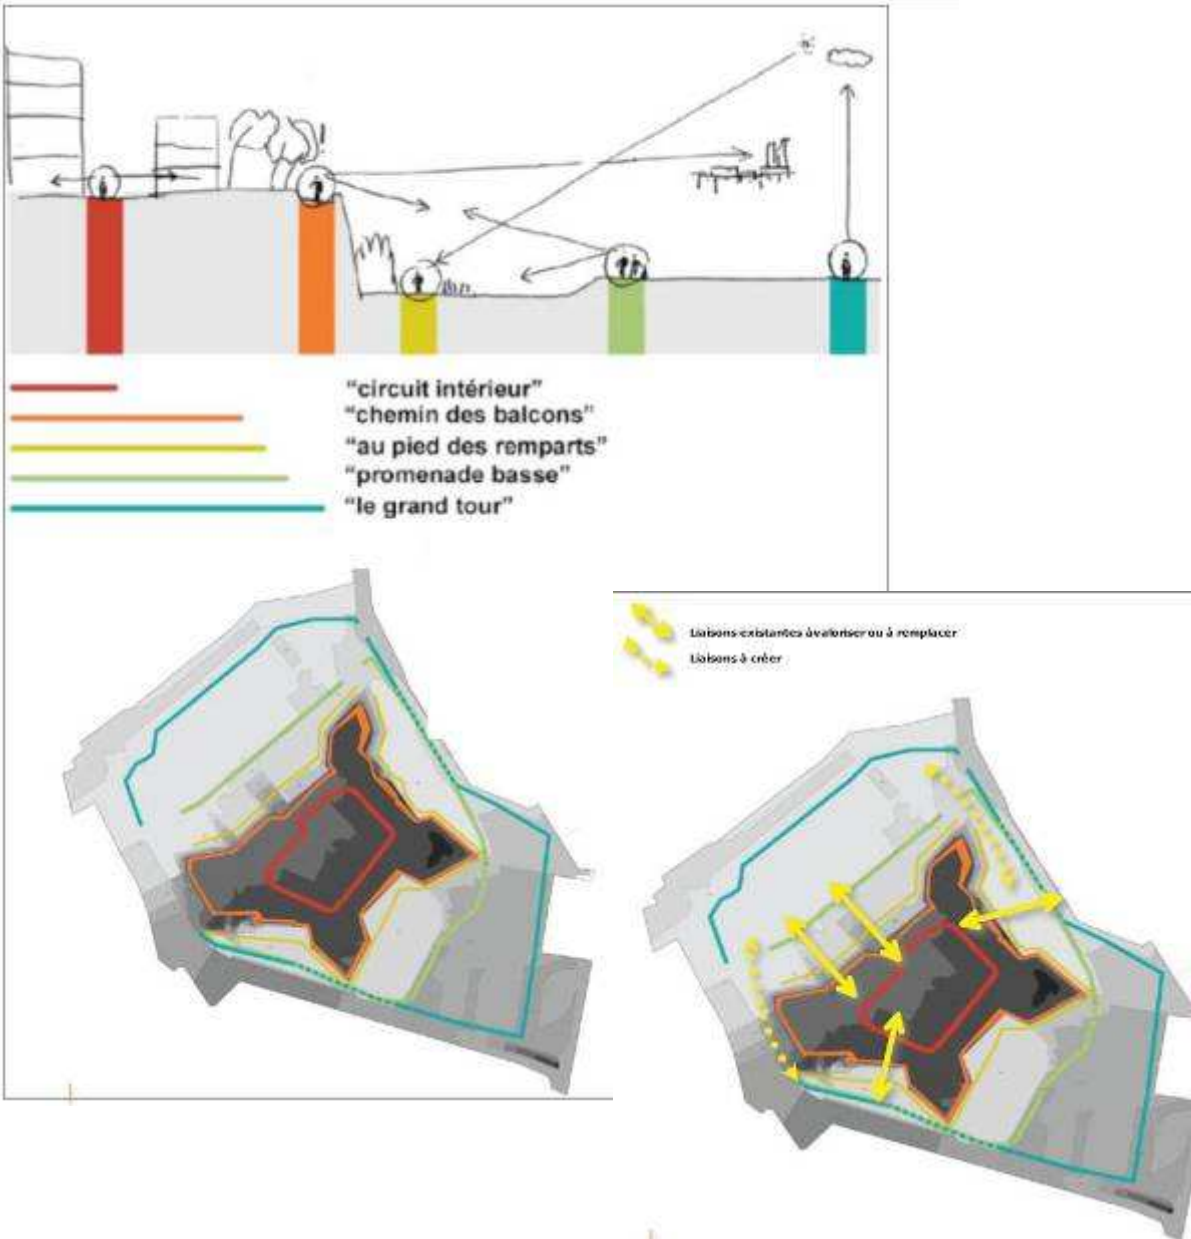 “circuit intérieur”
“chemin des balcons”
“au pied des remparts”
“promenade basse”
“le grand tour”
Liaisons existantes à valoriser ou à remplacer
Liaisons à créer